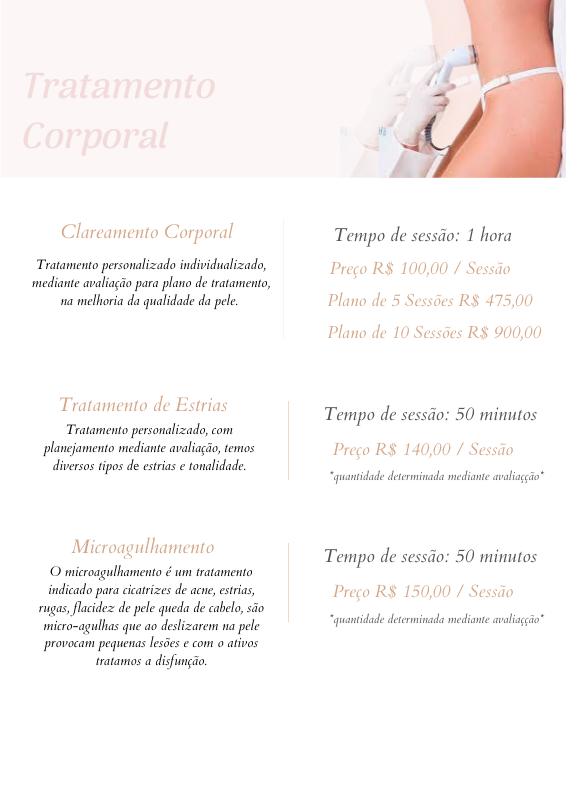 Tratamento
Corporal
Clareamento Corporal
Tratamento personalizado individualizado,
mediante avaliação para plano de tratamento,
na melhoria da qualidade da pele.
Tempo de sessão: 1 hora
Preço R$ 100,00 / Sessão
Plano de 5 Sessões R$ 475,00
Plano de 10 Sessões R$ 900,00
Tratamento de Estrias
Tratamento personalizado, com
planejamento mediante avaliação, temos
diversos tipos de estrias e tonalidade.
Tempo de sessão: 50 minutos
Preço R$ 140,00 / Sessão
*quantidade determinada mediante avaliaçção*
Microagulhamento
O microagulhamento é um tratamento
indicado para cicatrizes de acne, estrias,
rugas, flacidez de pele queda de cabelo, são
micro-agulhas que ao deslizarem na pele
provocam pequenas lesões e com o ativos
tratamos a disfunção.
Tempo de sessão: 50 minutos
Preço R$ 150,00 / Sessão
*quantidade determinada mediante avaliaçção*